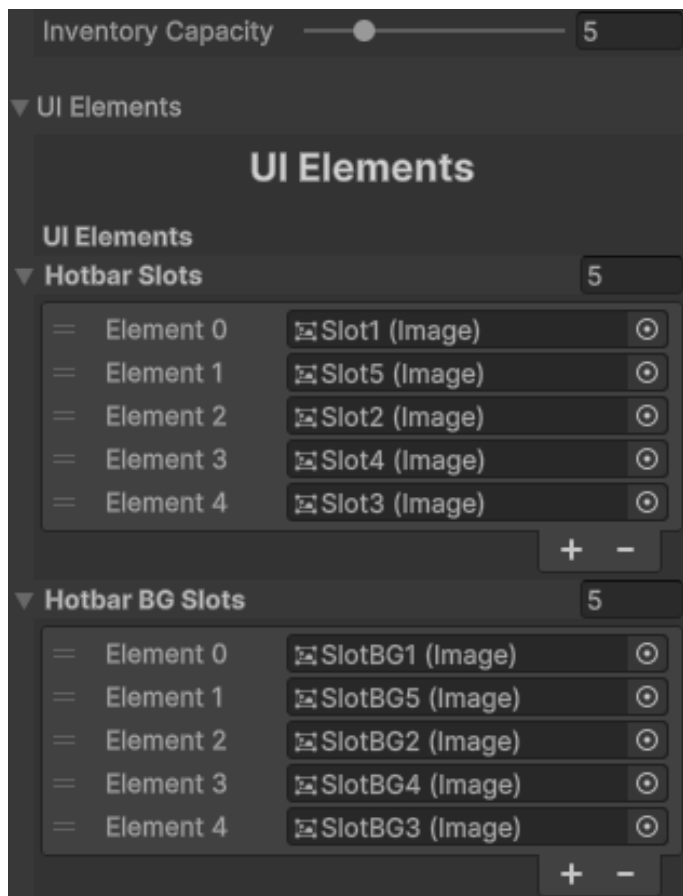 Inventory Capacity 5
UI Elements
UI Elements
UI Elements
Hotbar Slots 5
Element 0 Slot1 (Image)
Element 1 Slot5 (Image)
Element 2 Slot2 (Image)
Element 3 Slot4 (Image)
Element 4 Slot3 (Image)
+ −
Hotbar BG Slots 5
Element 0 SlotBG1 (Image)
Element 1 SlotBG5 (Image)
Element 2 SlotBG2 (Image)
Element 3 SlotBG4 (Image)
Element 4 SlotBG3 (Image)
+ −